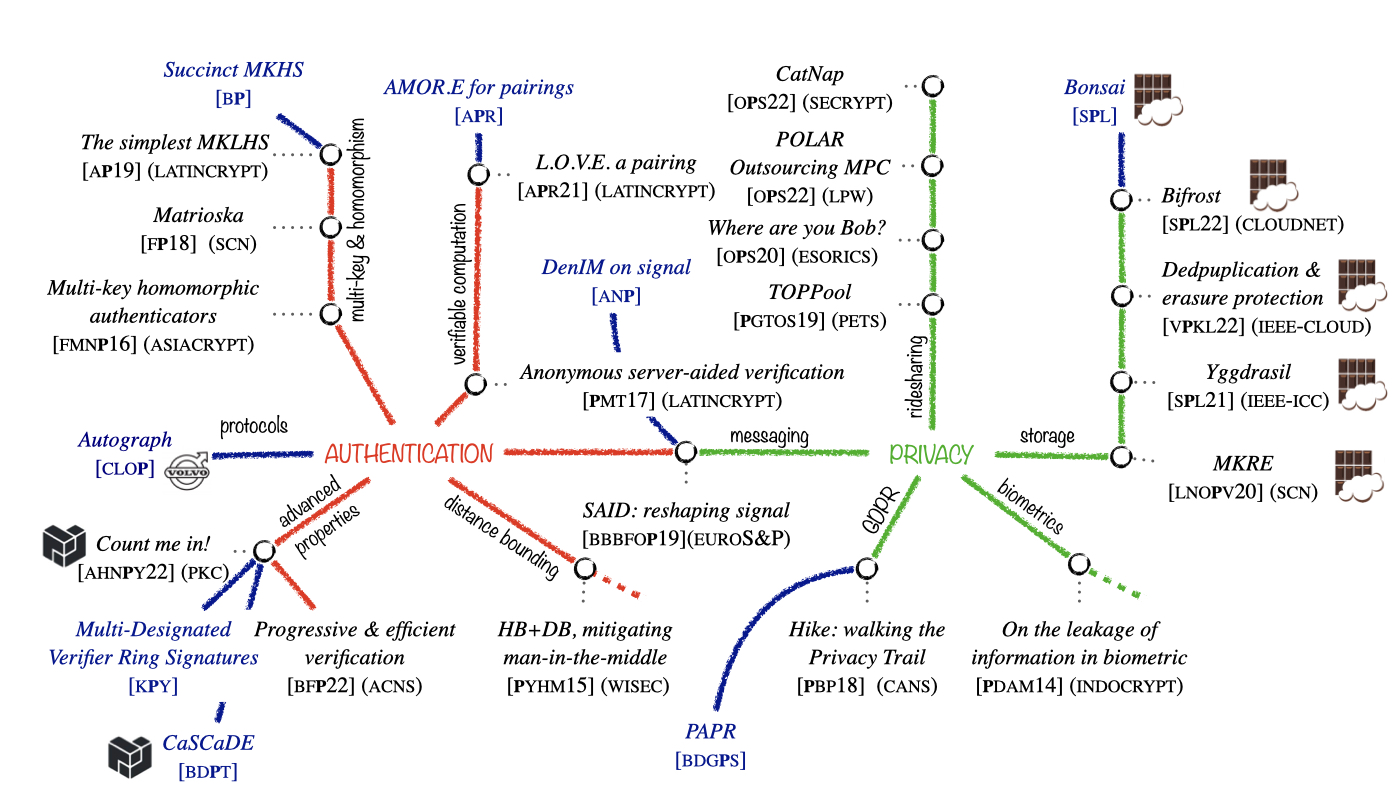 Succinct MKHS
[BP]
The simplest MKLHS
[AP19] (LATINCRYPT)
Matrioska
[FP18] (SCN)
Multi-key homomorphic
authenticators
[FMNP16] (ASIACRYPT)
multi-key & homomorphism
AMOR.E for pairings
[APR]
L.O.V.E. a pairing
[APR21] (LATINCRYPT)
verifiable computation
DenIM on signal
[ANP]
Anonymous server-aided verification
[PMT17] (LATINCRYPT)
CatNap
[OPS22] (SECRYPT)
POLAR
Outsourcing MPC
[OPS22] (LPW)
Where are you Bob?
[OPS20] (ESORICS)
TOPPool
[PGTOS19] (PETS)
ridesharing
Bonsai
[SPL]
Bifrost
[SPL22] (CLOUDNET)
Dedpuplication &
erasure protection
[VPKL22] (IEEE-CLOUD)
Yggdrasil
[SPL21] (IEEE-ICC)
MKRE
[LNOPV20] (SCN)
Autograph
[CLOP]
VOLVO
protocols
AUTHENTICATION
messaging
PRIVACY
storage
SAID: reshaping signal
[BBBFOP19](EUROS&P)
advanced
properties
distance bounding
GDPR
biometrics
Count me in!
[AHNPY22] (PKC)
Multi-Designated
Verifier Ring Signatures
[KPY]
Progressive & efficient
verification
[BFP22] (ACNS)
HB+DB, mitigating
man-in-the-middle
[PYHM15] (WISEC)
Hike: walking the
Privacy Trail
[PBP18] (CANS)
On the leakage of
information in biometric
[PDAM14] (INDOCRYPT)
CaSCaDE
[BDPT]
PAPR
[BDGPS]